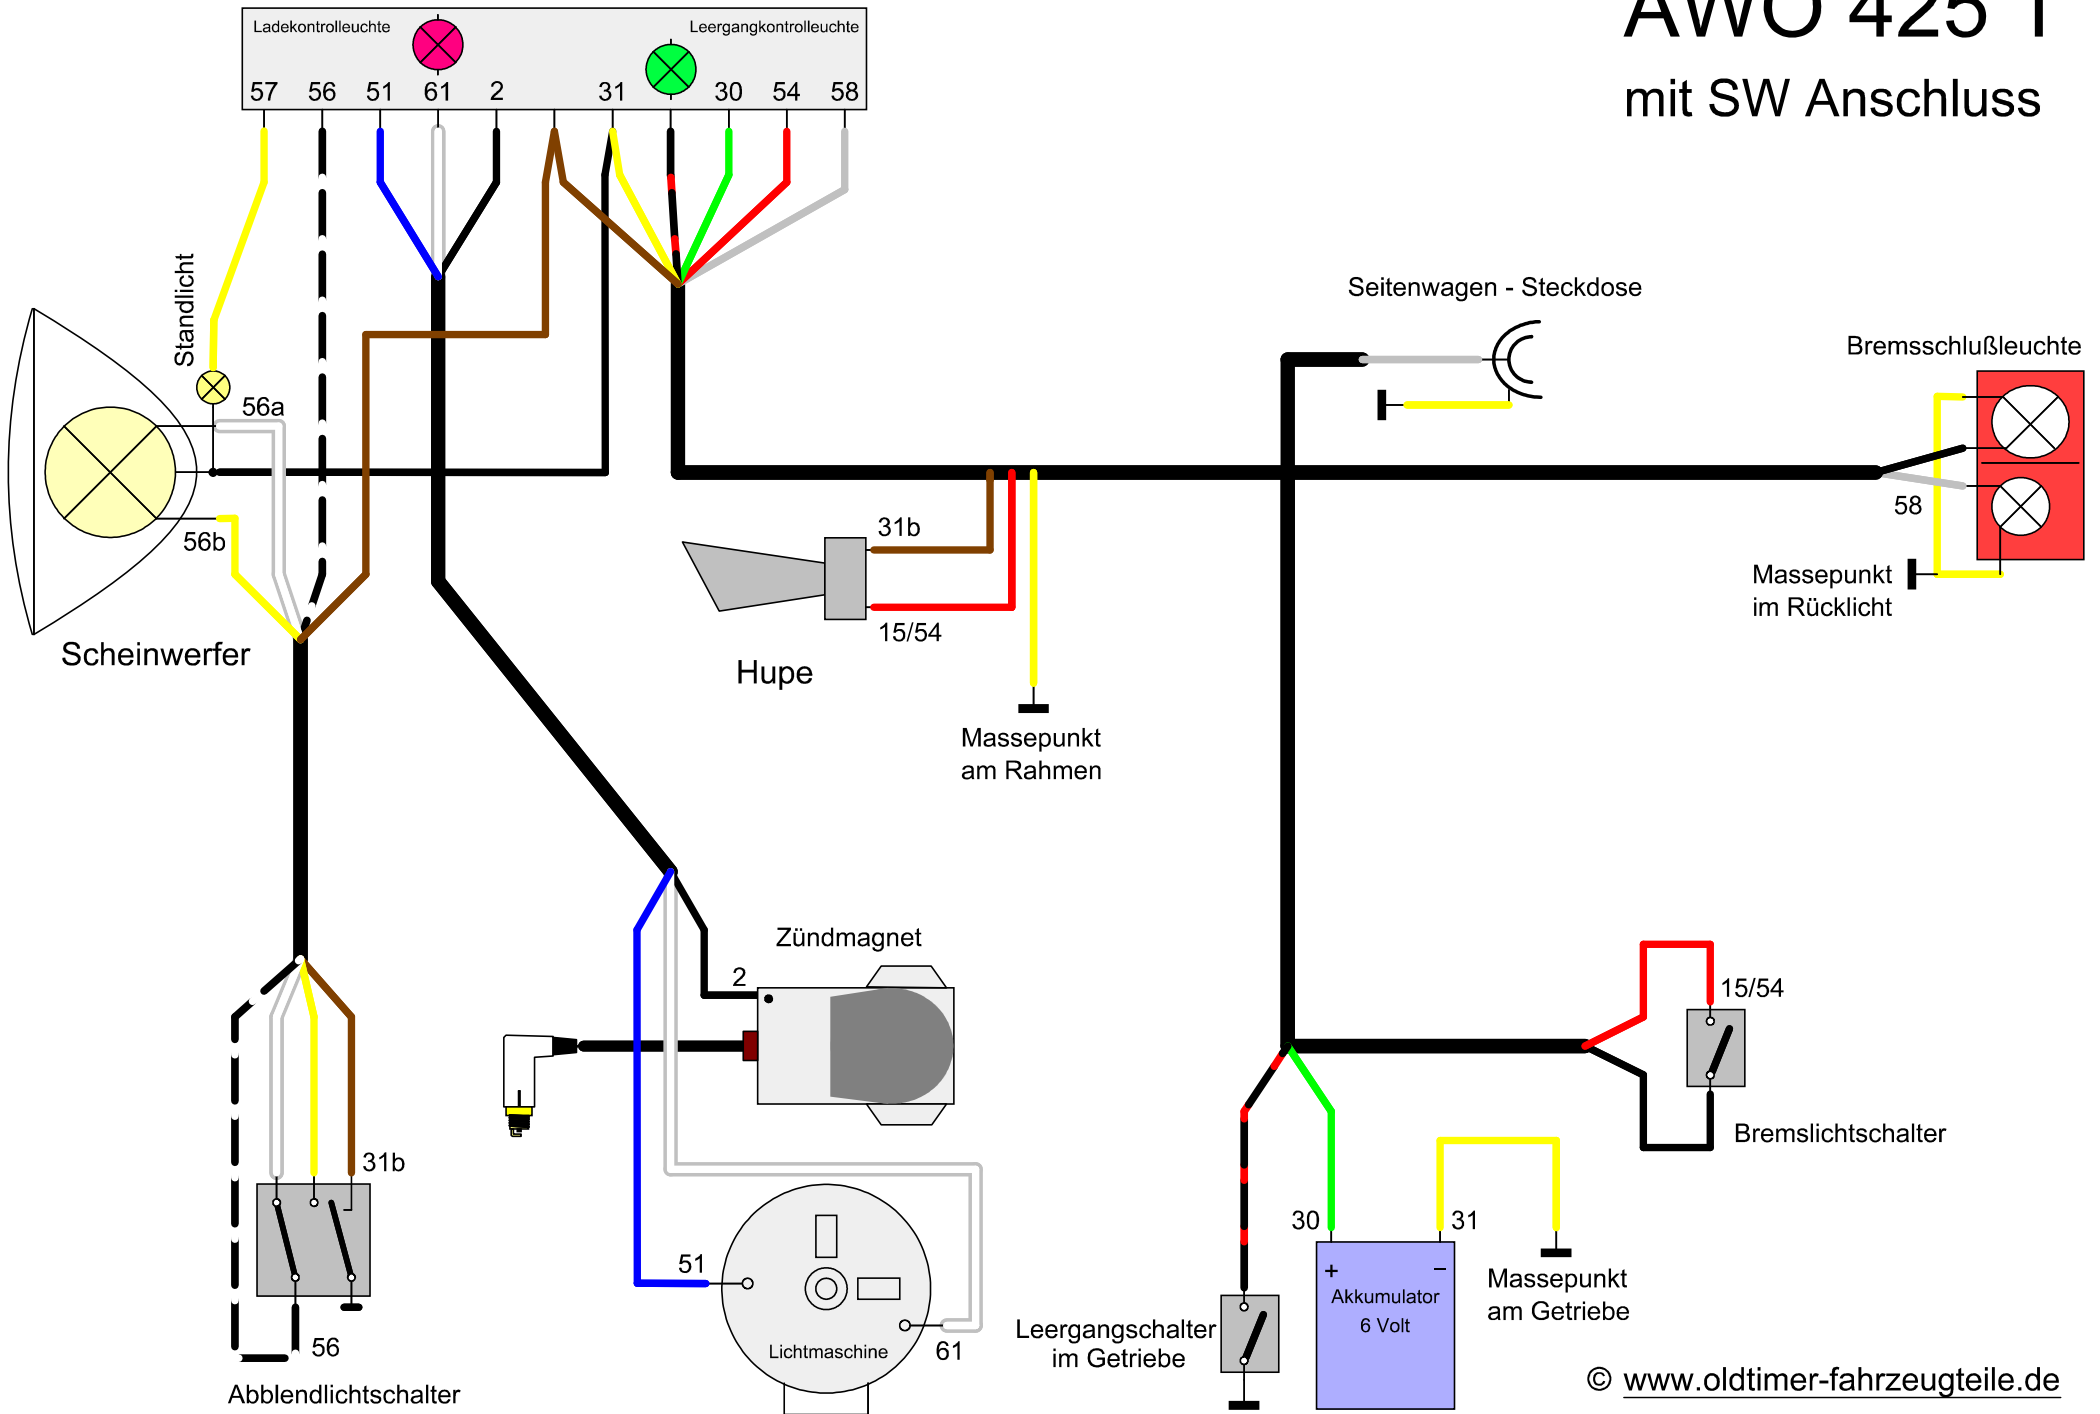 AWO 425 T
mit SW Anschluss
Ladekontrolleuchte
Leergangkontrolleuchte
57 56 51 61 2 31 30 54 58
Standlicht
56a
56b
Scheinwerfer
Seitenwagen - Steckdose
Bremsschlußleuchte
58
Massepunkt
im Rücklicht
31b
15/54
Hupe
Massepunkt
am Rahmen
Zündmagnet
2
15/54
Bremslichtschalter
31b
56
Abblendlichtschalter
51
61
Lichtmaschine
30
31
+ −
Akkumulator
6 Volt
Massepunkt
am Getriebe
Leergangschalter
im Getriebe
© www.oldtimer-fahrzeugteile.de